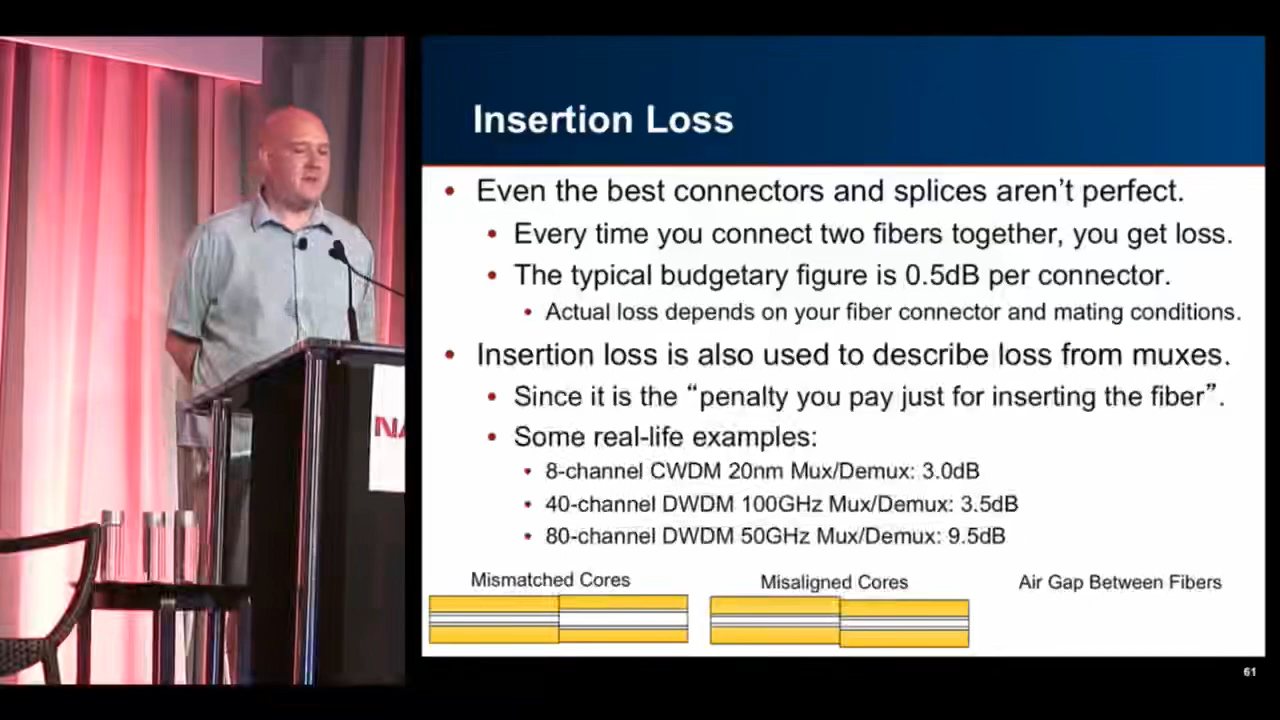 Insertion Loss
• Even the best connectors and splices aren't perfect.
• Every time you connect two fibers together, you get loss.
• The typical budgetary figure is 0.5dB per connector.
• Actual loss depends on your fiber connector and mating conditions.
• Insertion loss is also used to describe loss from muxes.
• Since it is the “penalty you pay just for inserting the fiber”.
• Some real-life examples:
• 8-channel CWDM 20nm Mux/Demux: 3.0dB
• 40-channel DWDM 100GHz Mux/Demux: 3.5dB
• 80-channel DWDM 50GHz Mux/Demux: 9.5dB
Mismatched Cores
Misaligned Cores
Air Gap Between Fibers
61